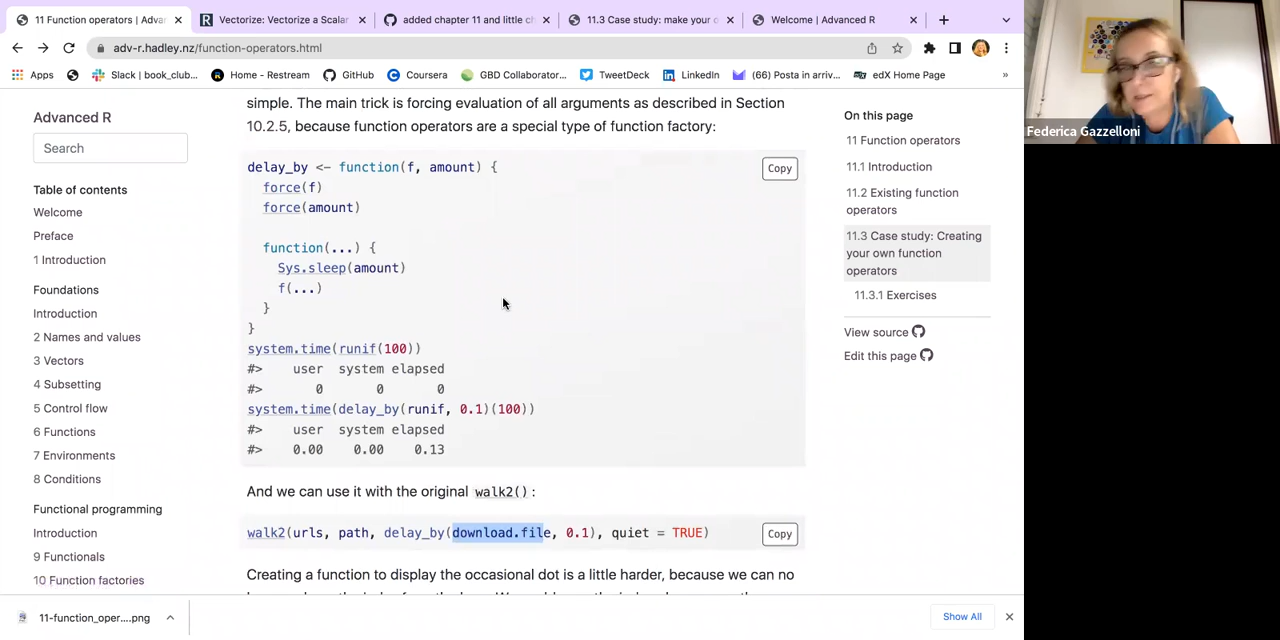 11 Function operators | Adva
Vectorize: Vectorize a Scalar
added chapter 11 and little ch
11.3 Case study: make your o
Welcome | Advanced R
adv-r.hadley.nz/function-operators.html
Apps
Slack | book_club...
Home - Restream
GitHub
Coursera
GBD Collaborator...
TweetDeck
LinkedIn
(66) Posta in arriv...
edX Home Page
»
Advanced R
Search
Table of contents
Welcome
Preface
1 Introduction
Foundations
Introduction
2 Names and values
3 Vectors
4 Subsetting
5 Control flow
6 Functions
7 Environments
8 Conditions
Functional programming
Introduction
9 Functionals
10 Function factories
simple. The main trick is forcing evaluation of all arguments as described in Section
10.2.5, because function operators are a special type of function factory:
Copy
delay_by <- function(f, amount) {
force(f)
force(amount)
function(...) {
Sys.sleep(amount)
f(...)
}
}
system.time(runif(100))
#> user system elapsed
#> 0 0 0
system.time(delay_by(runif, 0.1)(100))
#> user system elapsed
#> 0.00 0.00 0.13
And we can use it with the original walk2() :
walk2(urls, path, delay_by(download.file, 0.1), quiet = TRUE)
Copy
Creating a function to display the occasional dot is a little harder, because we can no
On this page
11 Function operators
11.1 Introduction
11.2 Existing function
operators
11.3 Case study: Creating
your own function
operators
11.3.1 Exercises
View source
Edit this page
11-function_oper....png
Show All
Federica Gazzelloni